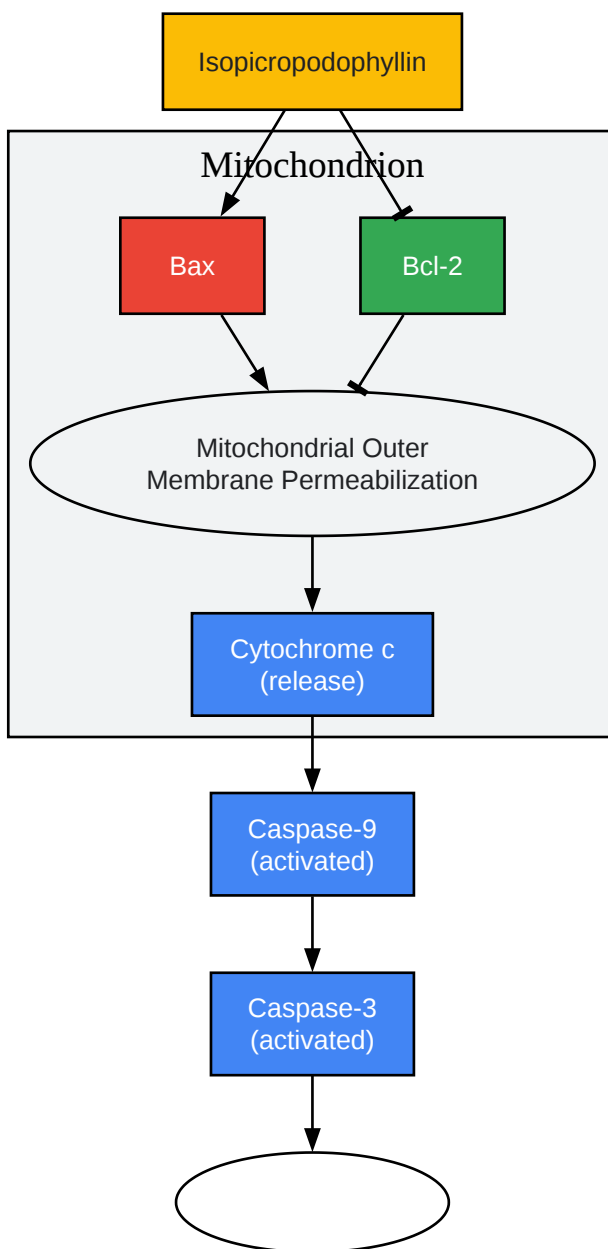 Isopicropodophyllin
Mitochondrion
Bax
Bcl-2
Mitochondrial Outer
Membrane Permeabilization
Cytochrome c
(release)
Caspase-9
(activated)
Caspase-3
(activated)